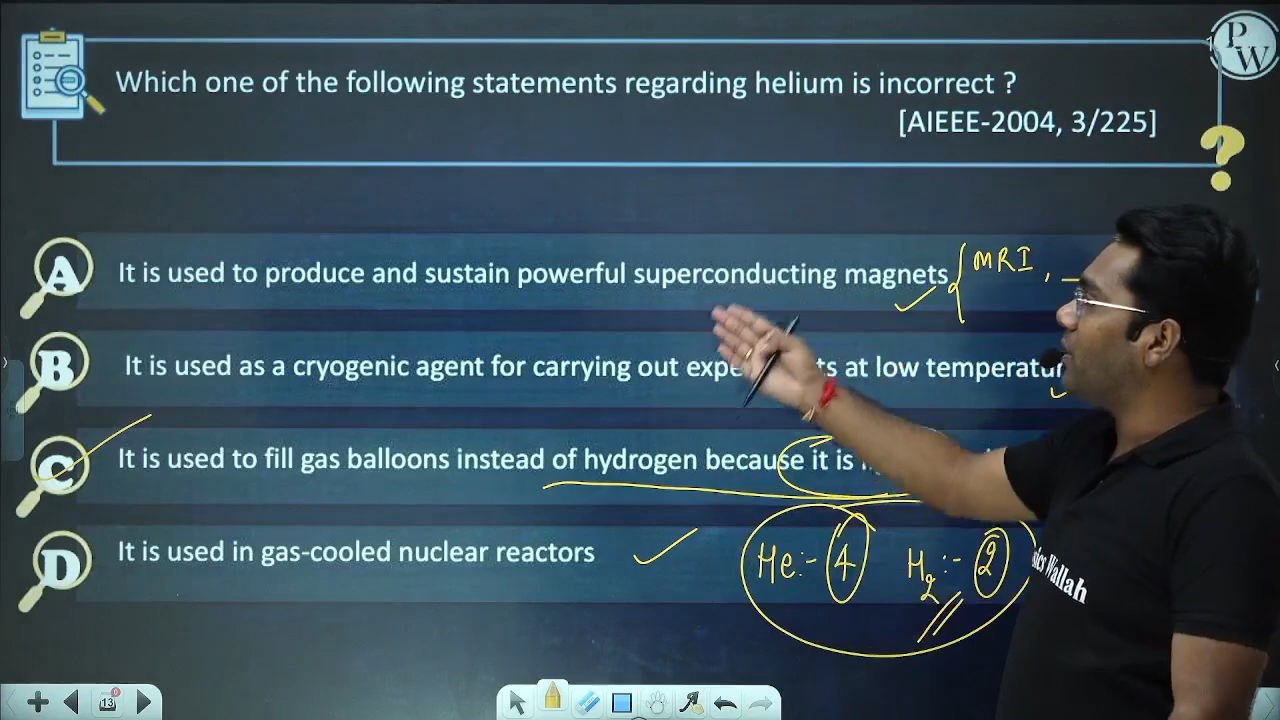 P
W
Which one of the following statements regarding helium is incorrect ?
[AIEEE-2004, 3/225]
A It is used to produce and sustain powerful superconducting magnets MRI,
B It is used as a cryogenic agent for carrying out at low
C It is used to fill gas balloons instead of hydrogen because it is
D It is used in gas-cooled nuclear reactors
He:- 4 H2:- 2
Wallah
13